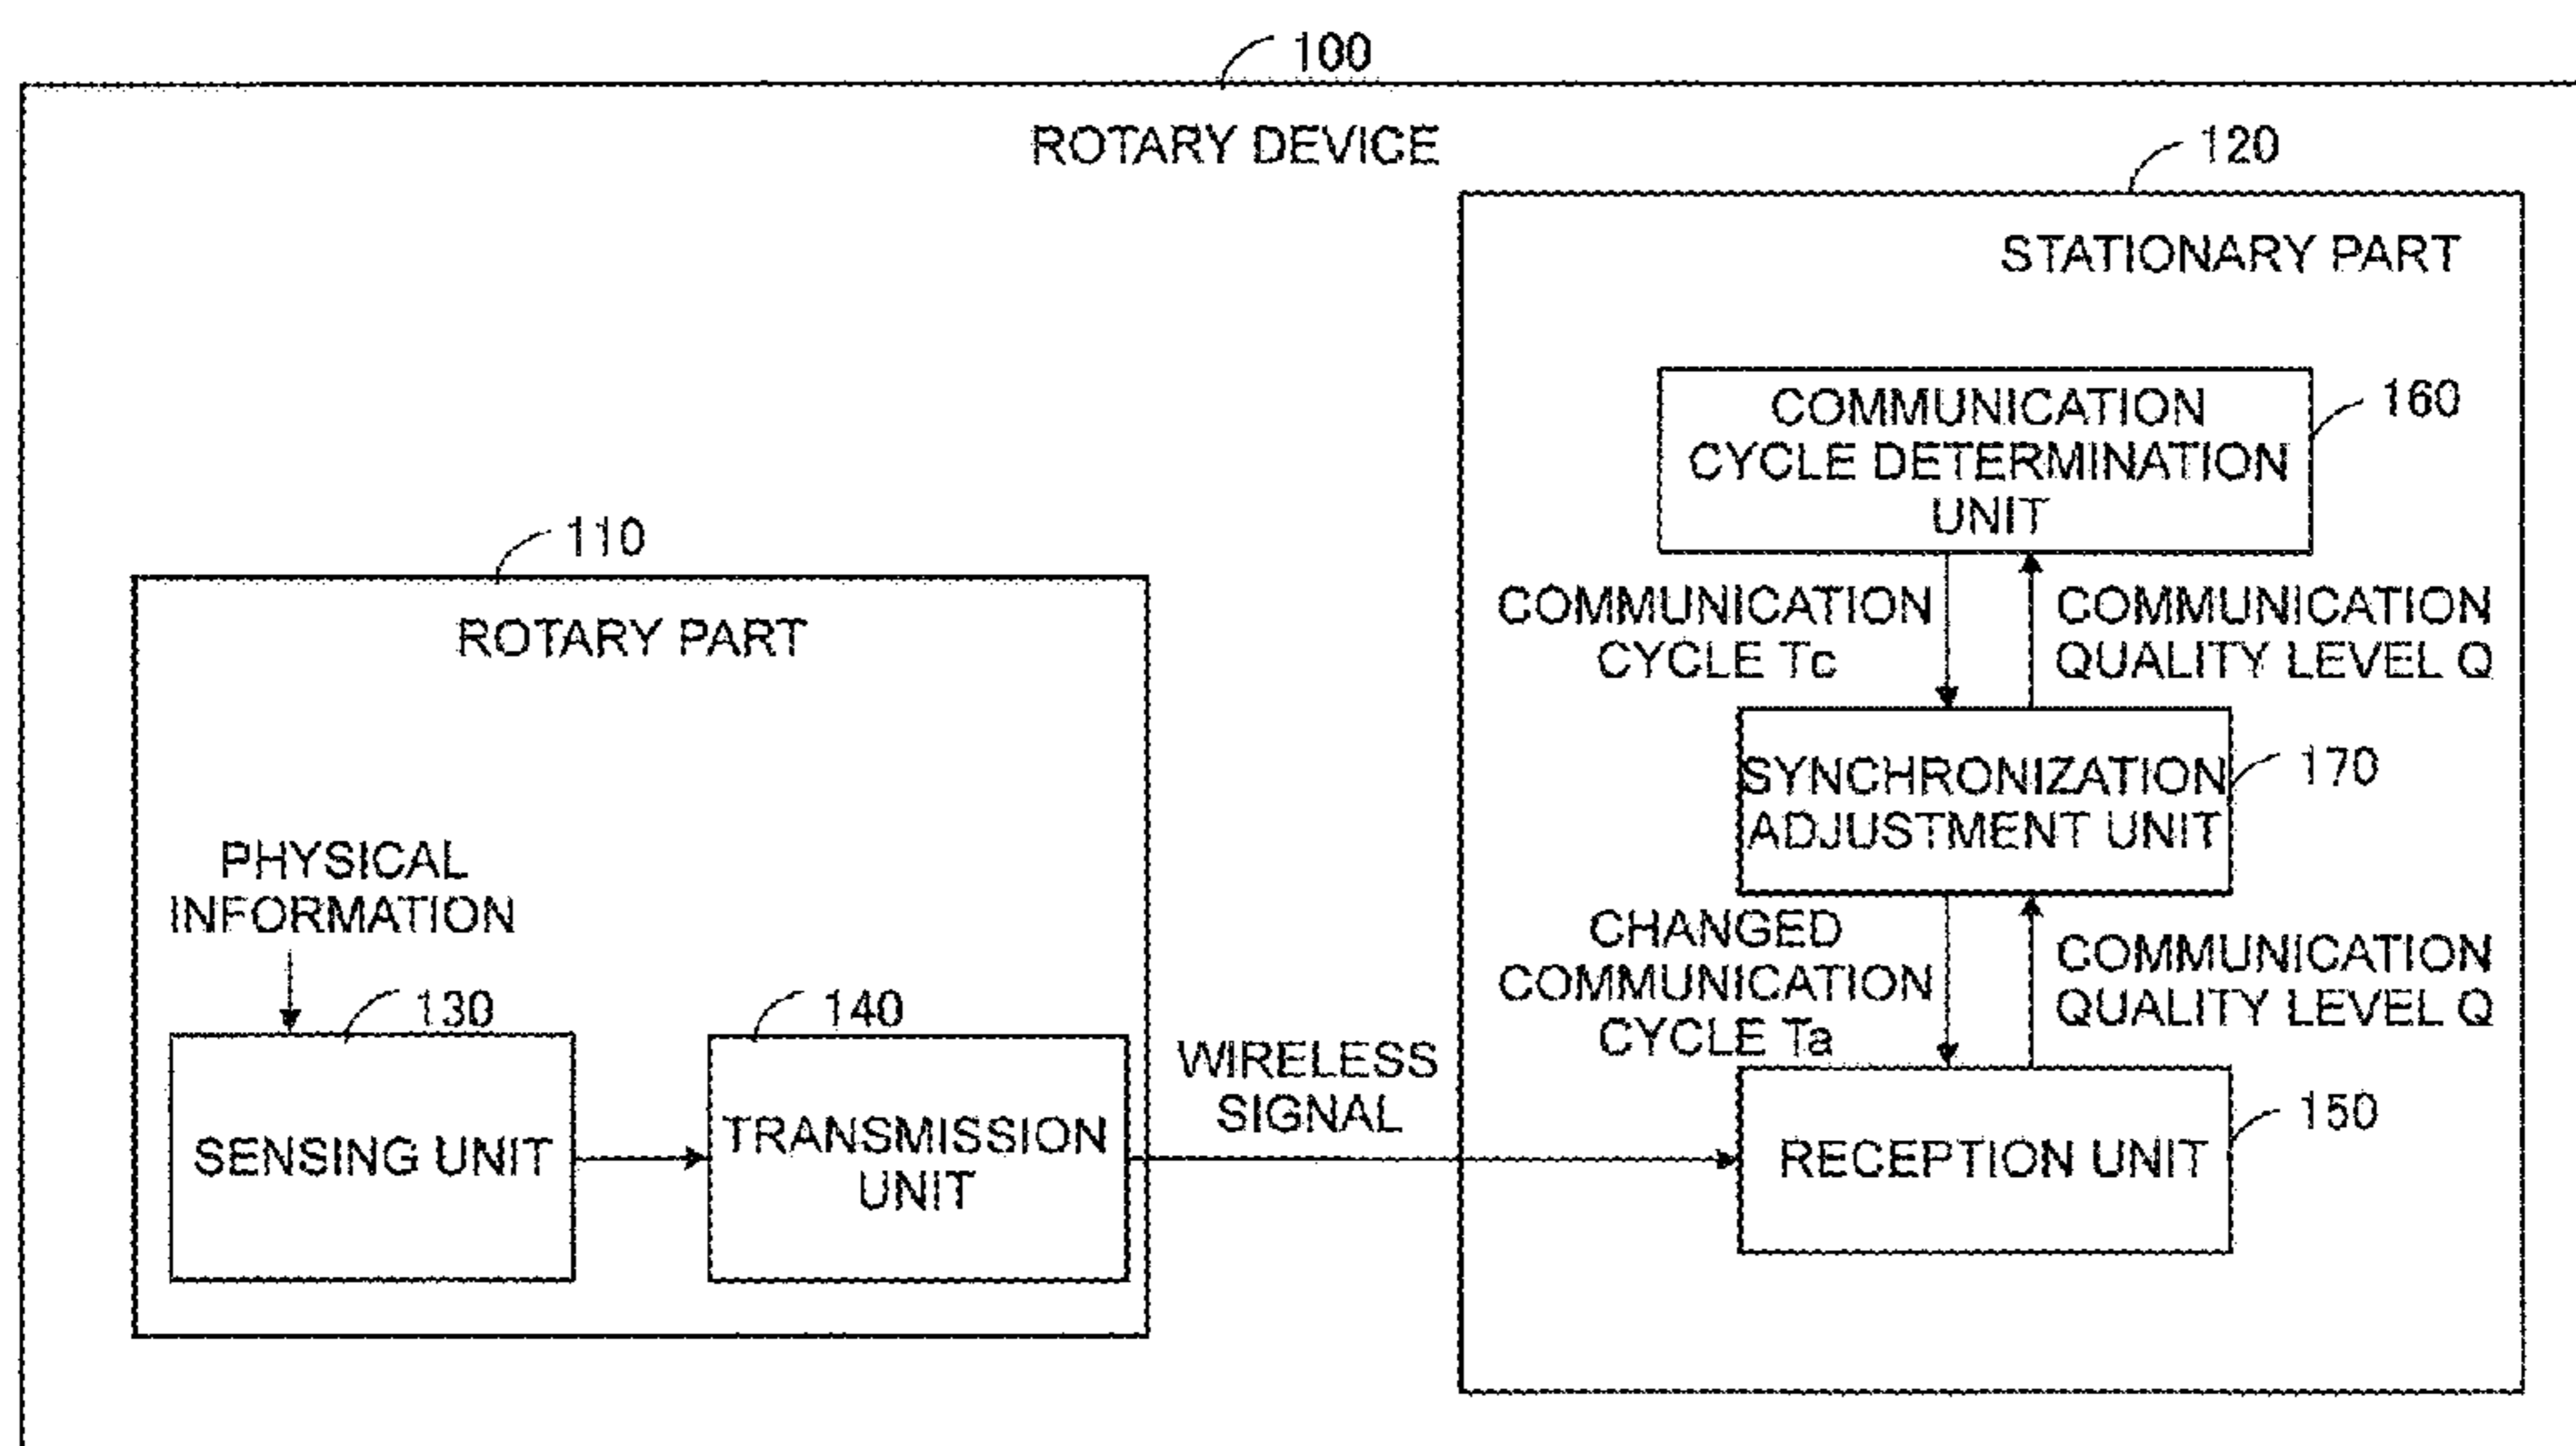 100
ROTARY DEVICE
120
STATIONARY PART
COMMUNICATION
CYCLE DETERMINATION
UNIT
160
110
ROTARY PART
COMMUNICATION
CYCLE Tc
COMMUNICATION
QUALITY LEVEL Q
SYNCHRONIZATION
ADJUSTMENT UNIT
170
PHYSICAL
INFORMATION
CHANGED
COMMUNICATION
CYCLE Ta
COMMUNICATION
QUALITY LEVEL Q
130
SENSING UNIT
140
TRANSMISSION
UNIT
WIRELESS
SIGNAL
RECEPTION UNIT
150